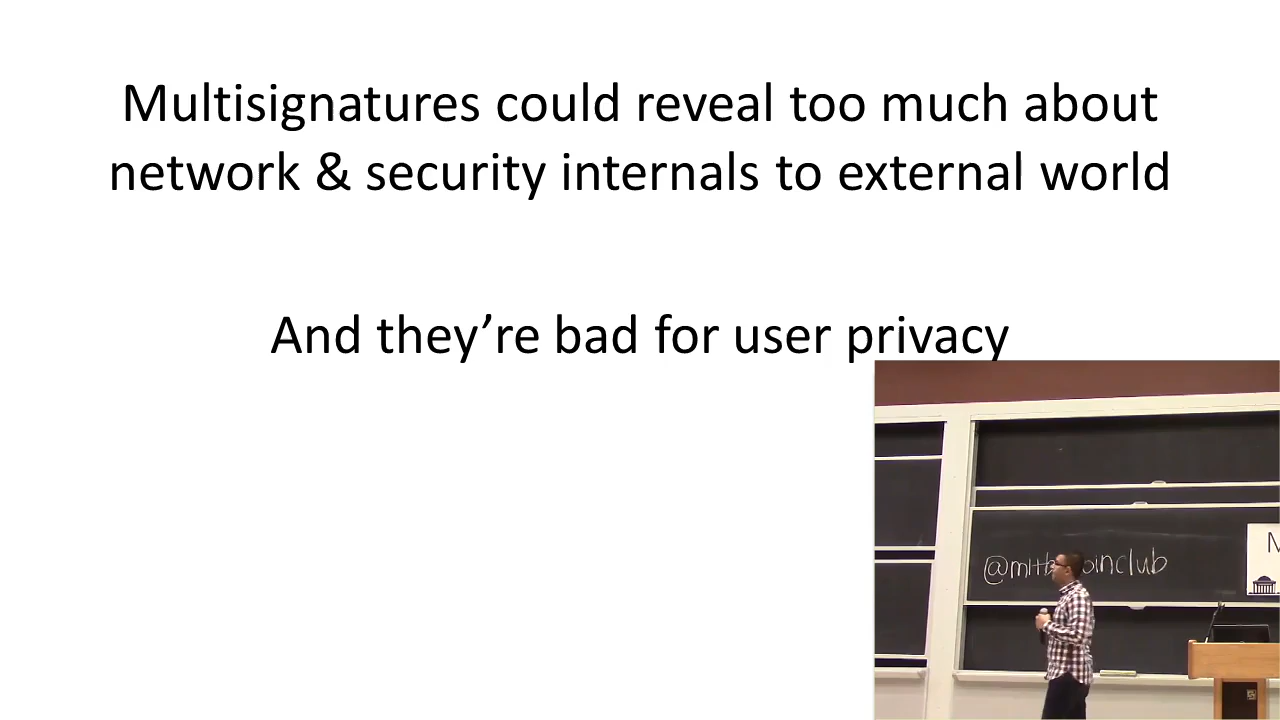 Multisignatures could reveal too much about
network & security internals to external world
And they’re bad for user privacy